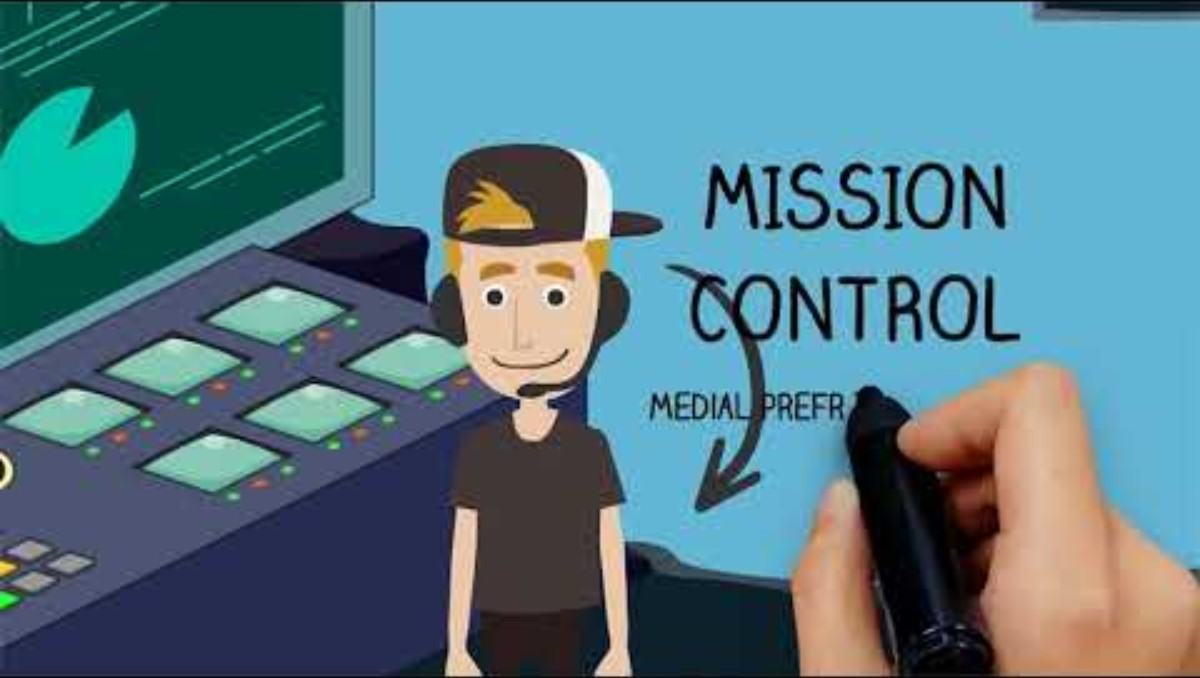 MISSION
CONTROL
MEDIAL PREFR